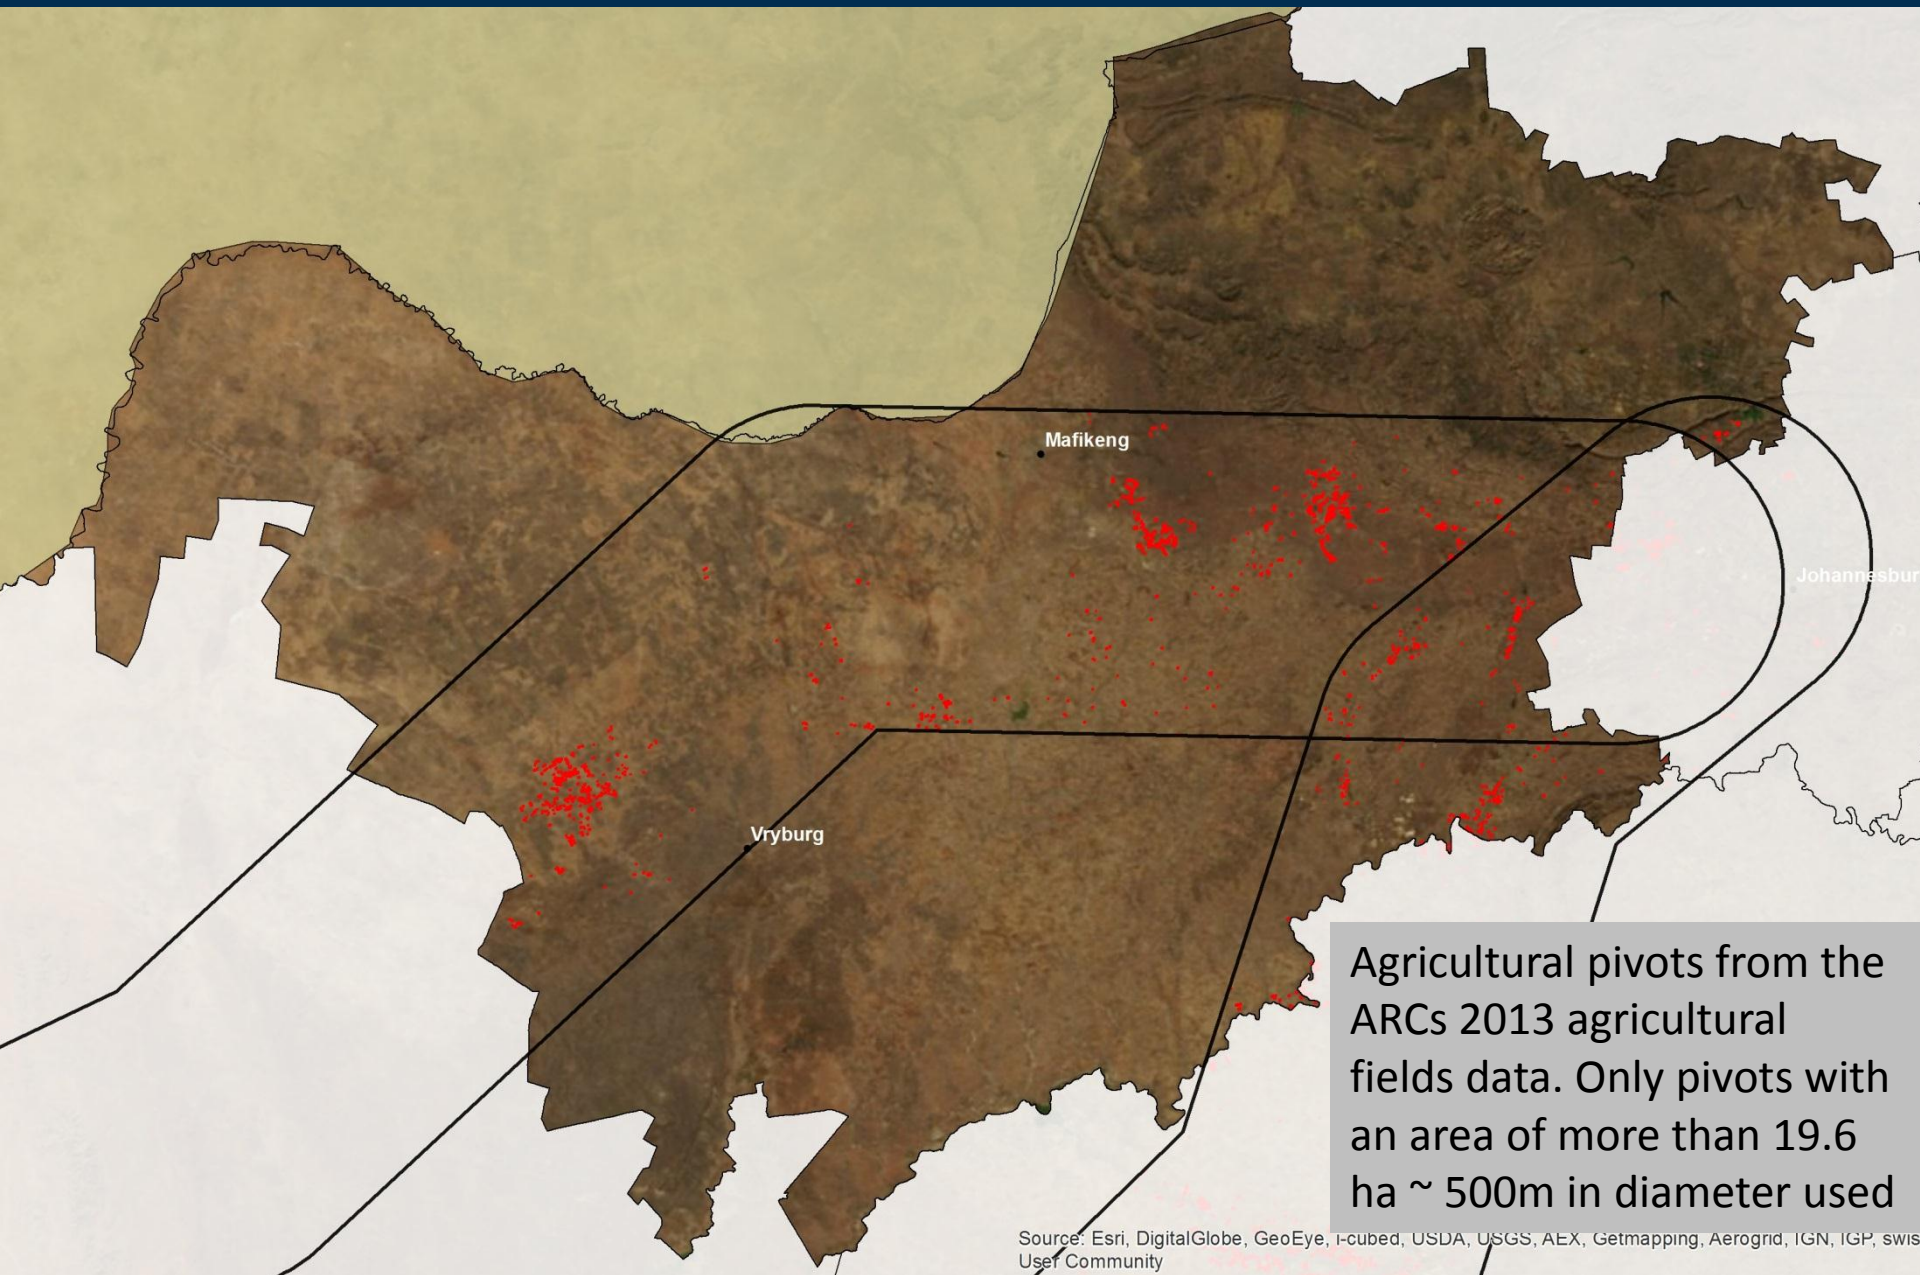 Mafikeng
Johannesbur
Vryburg
Agricultural pivots from the
ARCs 2013 agricultural
fields data. Only pivots with
an area of more than 19.6
ha ~ 500m in diameter used
Source: Esri, DigitalGlobe, GeoEye, i-cubed, USDA, USGS, AEX, Getmapping, Aerogrid, IGN, IGP, swis
User Community